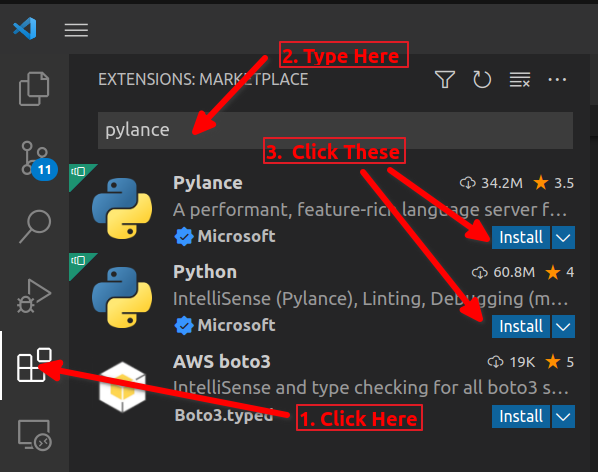 2. Type Here
EXTENSIONS: MARKETPLACE
pylance
3. Click These
11
Pylance 34.2M 3.5
A performant, feature-rich language server f...
Microsoft Install
Python 60.8M 4
IntelliSense (Pylance), Linting, Debugging (m...
Microsoft Install
AWS boto3 19K 5
IntelliSense and type checking for all boto3 s...
Boto3.typed Install
1. Click Here